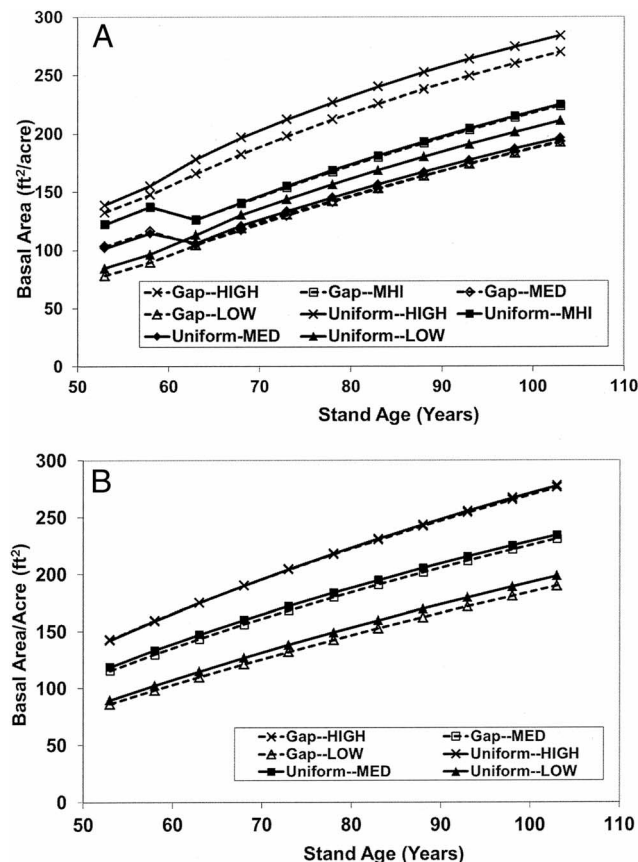 A
300
250
200
150
100
50
0
Basal Area (ft²/acre)
Gap--HIGH Gap--MHI Gap--MED
Gap--LOW Uniform--HIGH Uniform--MHI
Uniform-MED Uniform--LOW
50 60 70 80 90 100 110
Stand Age (Years)
B
300
250
200
150
100
50
0
Basal Area/Acre (ft²)
Gap--HIGH Gap--MED
Gap--LOW Uniform--HIGH
Uniform--MED Uniform--LOW
50 60 70 80 90 100 110
Stand Age (Years)